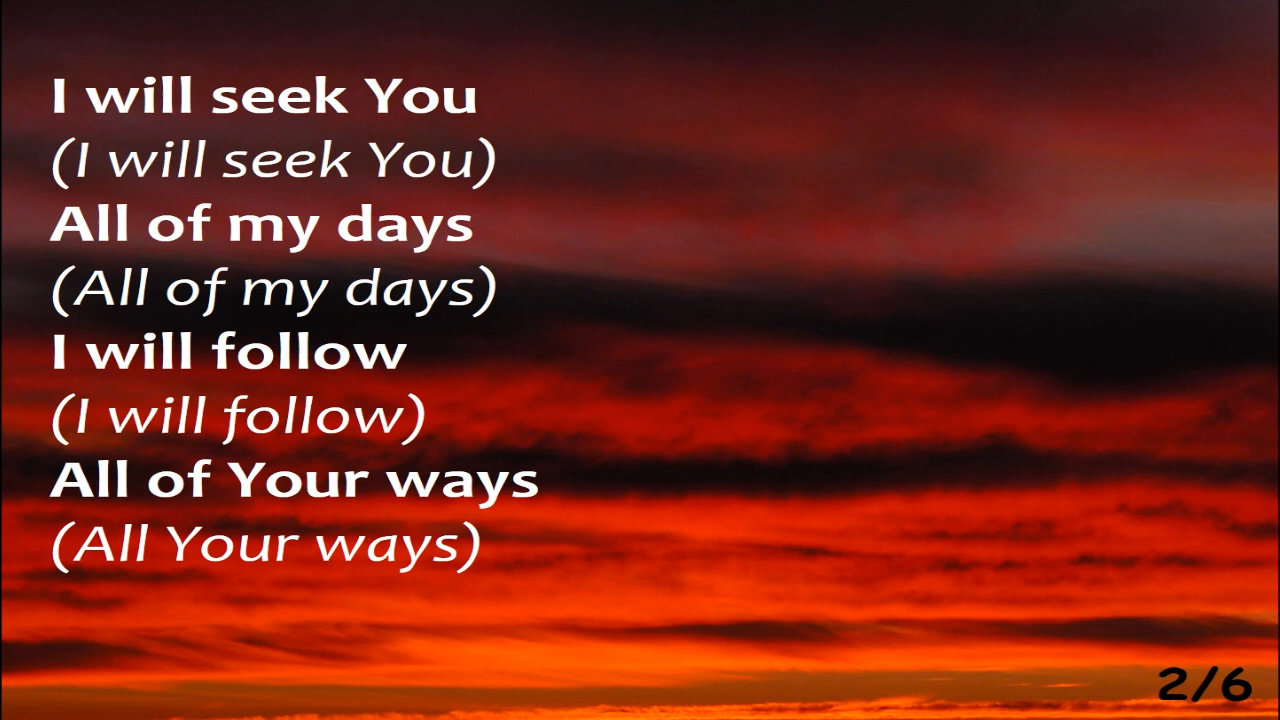 I will seek You
(I will seek You)
All of my days
(All of my days)
I will follow
(I will follow)
All of Your ways
(All Your ways)
2/6